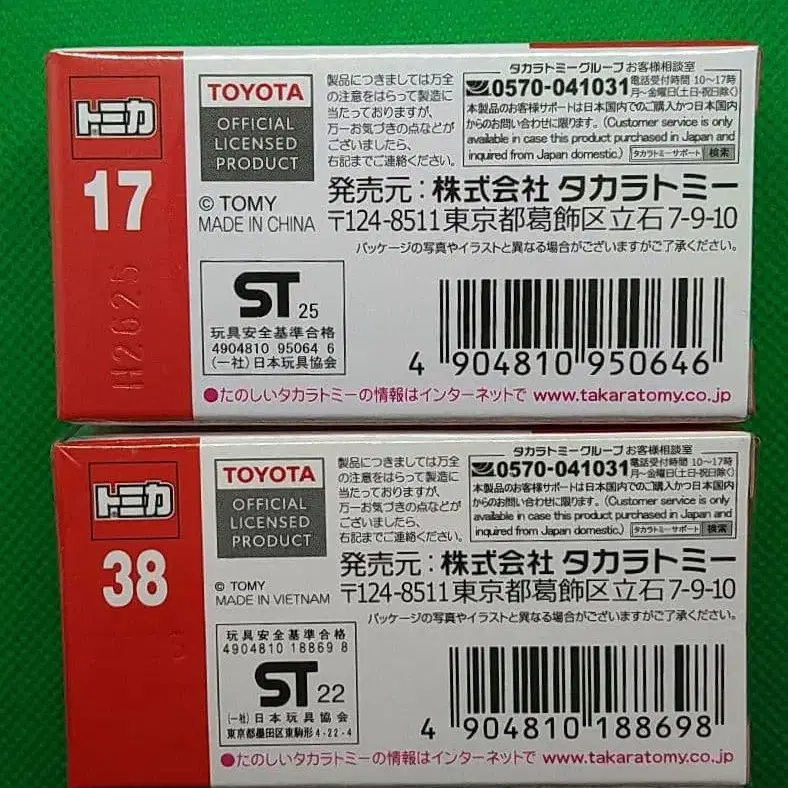 トミカ
17
H2625
TOYOTA
OFFICIAL
LICENSED
PRODUCT
© TOMY
MADE IN CHINA
製品につきましては万全
の注意をはらって製造に
当たっておりますが、
万一お気づきの点などが
ございましたら、
右記までご連絡ください。
タカラトミーグループ お客様相談室
0570-041031 電話受付時間 10〜17時
月〜金曜日(土日・祝日除く)
本製品のお客様サポートは日本国内でのご購入かつ日本国内
からのお問い合わせに限ります。(Customer service is only
available in case this product purchased in Japan and
inquired from Japan domestic.) タカラトミーサポート 検索
発売元:株式会社 タカラトミー
〒124-8511 東京都葛飾区立石7-9-10
パッケージの写真やイラストと異なる場合がございますがご了承ください。
ST 25
玩具安全基準合格
4904810 95064 6
(一社)日本玩具協会
4 904810 950646
●たのしいタカラトミーの情報はインターネットで www.takaratomy.co.jp
トミカ
38
TOYOTA
OFFICIAL
LICENSED
PRODUCT
© TOMY
MADE IN VIETNAM
製品につきましては万全
の注意をはらって製造に
当たっておりますが、
万一お気づきの点などが
ございましたら、
右記までご連絡ください。
タカラトミーグループ お客様相談室
0570-041031 電話受付時間 10〜17時
月〜金曜日(土日・祝日除く)
本製品のお客様サポートは日本国内でのご購入かつ日本国内
からのお問い合わせに限ります。(Customer service is only
available in case this product purchased in Japan and
inquired from Japan domestic.) タカラトミーサポート 検索
発売元:株式会社 タカラトミー
〒124-8511 東京都葛飾区立石7-9-10
パッケージの写真やイラストと異なる場合がございますがご了承ください。
玩具安全基準合格
4904810 18869 8
ST 22
(一社)日本玩具協会
東京都墨田区東駒形4-22-4
4 904810 188698
●たのしいタカラトミーの情報はインターネットで www.takaratomy.co.jp